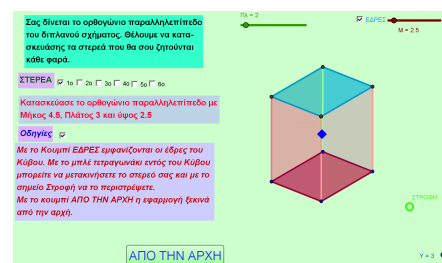 Σας δίνεται το ορθογώνιο παραλληλεπίπεδο
του διπλανού σχήματος. Θέλουμε να κατα-
σκευάσης τα στερεά που θα σου ζητούνται
κάθε φαρά.
ΣΤΕΡΕΑ 1ο 2ο 3ο 4ο 5ο 6ο
Κατασκεύασε το ορθογώνιο παραλληλεπίπεδο με
Μήκος 4.5, Πλάτος 3 και ύψος 2.5
Οδηγίες
Με το Κουμπί ΕΔΡΕΣ εμφανίζονται οι έδρες του
Κύβου. Με το μπλέ τετραγωνάκι εντός του Κύβου
μπορείτε να μετακινήσετε το στερεό σας και με το
σημείο Στροφή να το περιστρέψετε.
Με το κουμπί ΑΠΟ ΤΗΝ ΑΡΧΗ η εφαρμογή ξεκινά
από την αρχή.
ΑΠΟ ΤΗΝ ΑΡΧΗ
Πλ = 2
ΕΔΡΕΣ
Μ = 2.5
ΣΤΡΟΦΗ
Υ = 3